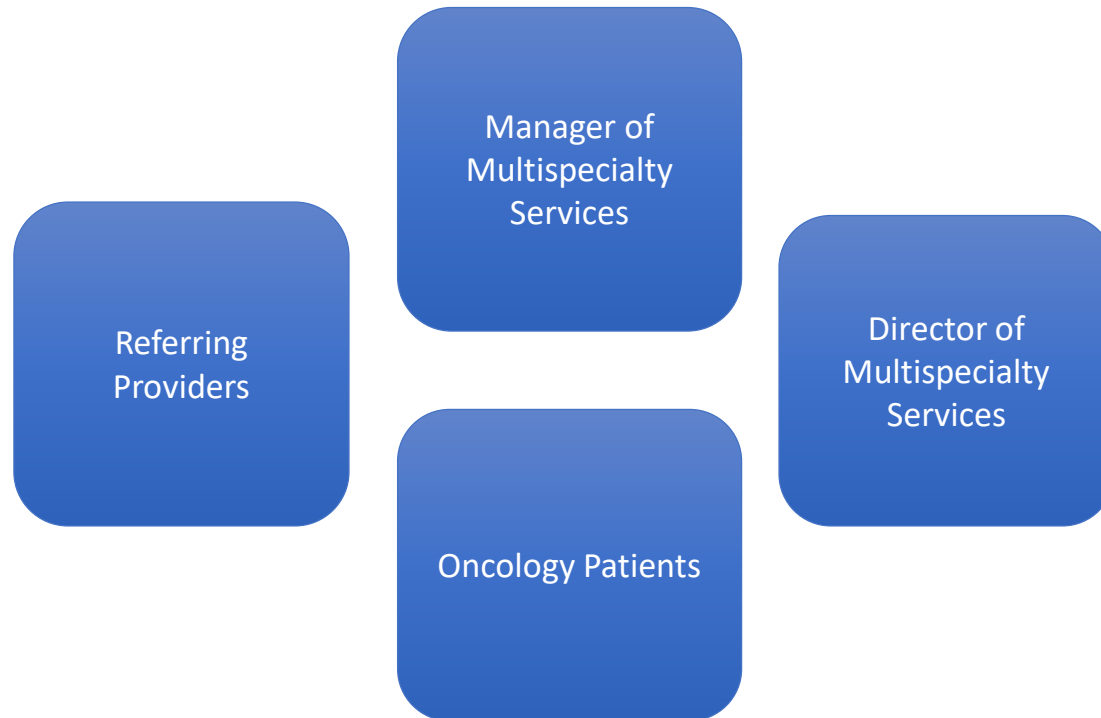 Manager of
Multispecialty
Services
Referring
Providers
Director of
Multispecialty
Services
Oncology Patients